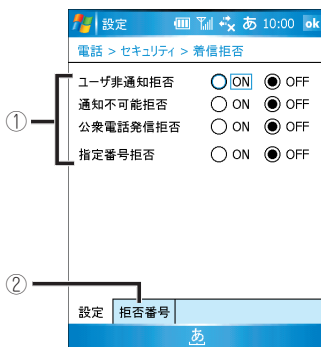 設定 あ 10:00 ok
電話 > セキュリティ > 着信拒否
①
ユーザ非通知拒否 ON OFF
通知不可能拒否 ON OFF
公衆電話発信拒否 ON OFF
指定番号拒否 ON OFF
②
設定 拒否番号
あ